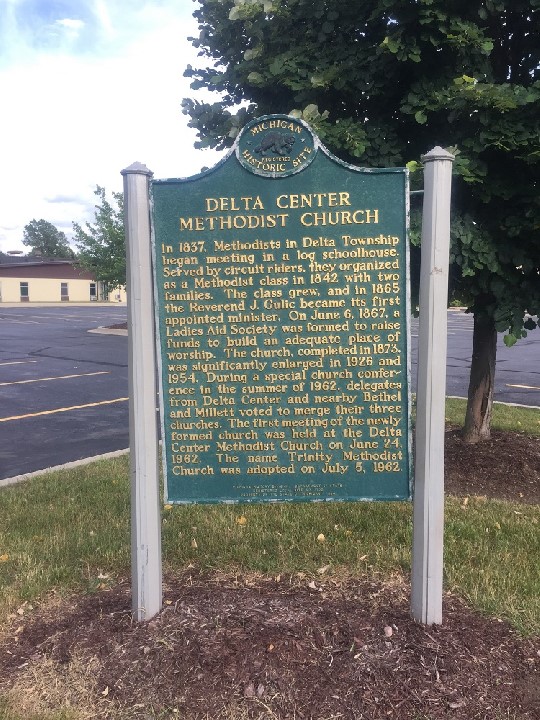 MICHIGAN
REGISTERED
HISTORIC SITE
DELTA CENTER
METHODIST CHURCH
In 1837, Methodists in Delta Township
began meeting in a log schoolhouse.
Served by circuit riders, they organized
as a Methodist class in 1842 with two
families. The class grew, and in 1865
the Reverend J. Gulic became its first
appointed minister. On June 6, 1867, a
Ladies Aid Society was formed to raise
funds to build an adequate place of
worship. The church, completed in 1873,
was significantly enlarged in 1926 and
1954. During a special church confer-
ence in the summer of 1962, delegates
from Delta Center and nearby Bethel
and Millett voted to merge their three
churches. The first meeting of the newly
formed church was held at the Delta
Center Methodist Church on June 24,
1962. The name Trinity Methodist
Church was adopted on July 5, 1962.